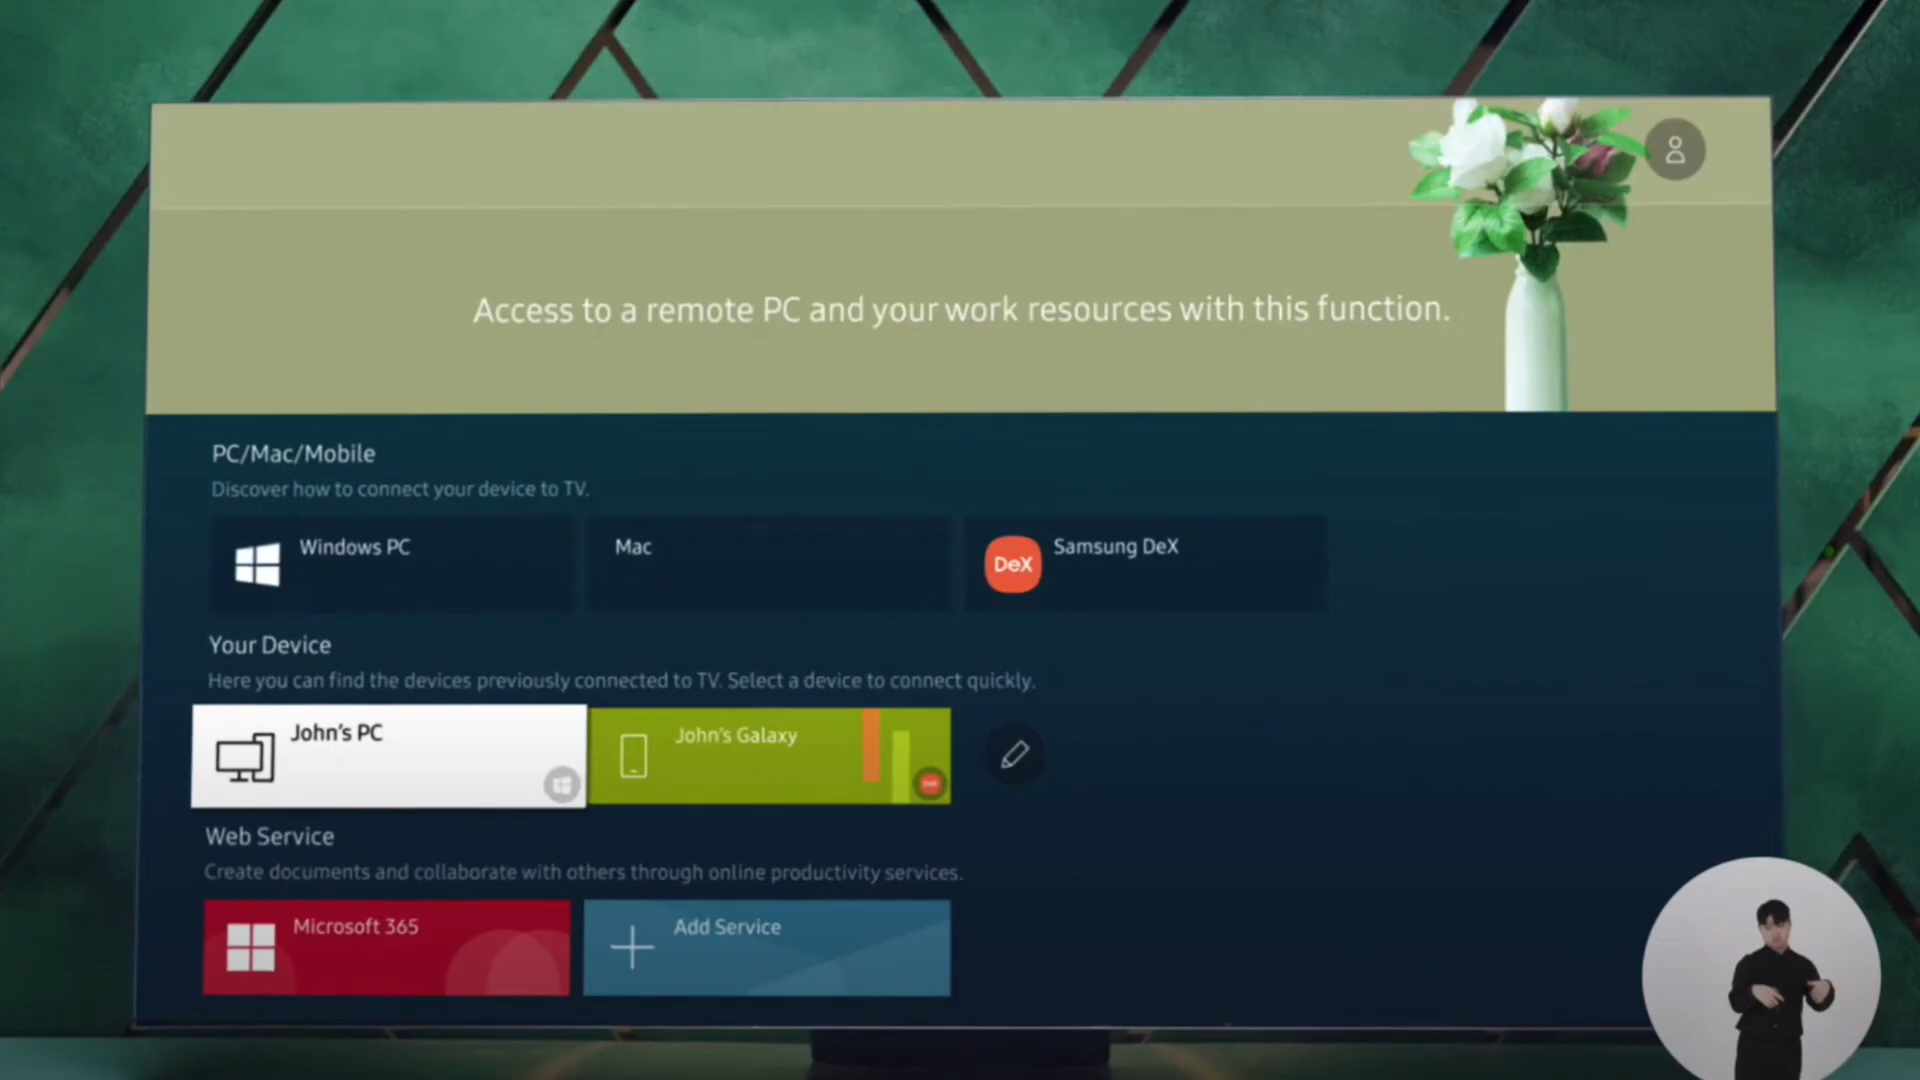 Access to a remote PC and your work resources with this function.
PC/Mac/Mobile
Discover how to connect your device to TV.
Windows PC
Mac
DeX
Samsung DeX
Your Device
Here you can find the devices previously connected to TV. Select a device to connect quickly.
John's PC
John's Galaxy
DeX
Web Service
Create documents and collaborate with others through online productivity services.
Microsoft 365
Add Service